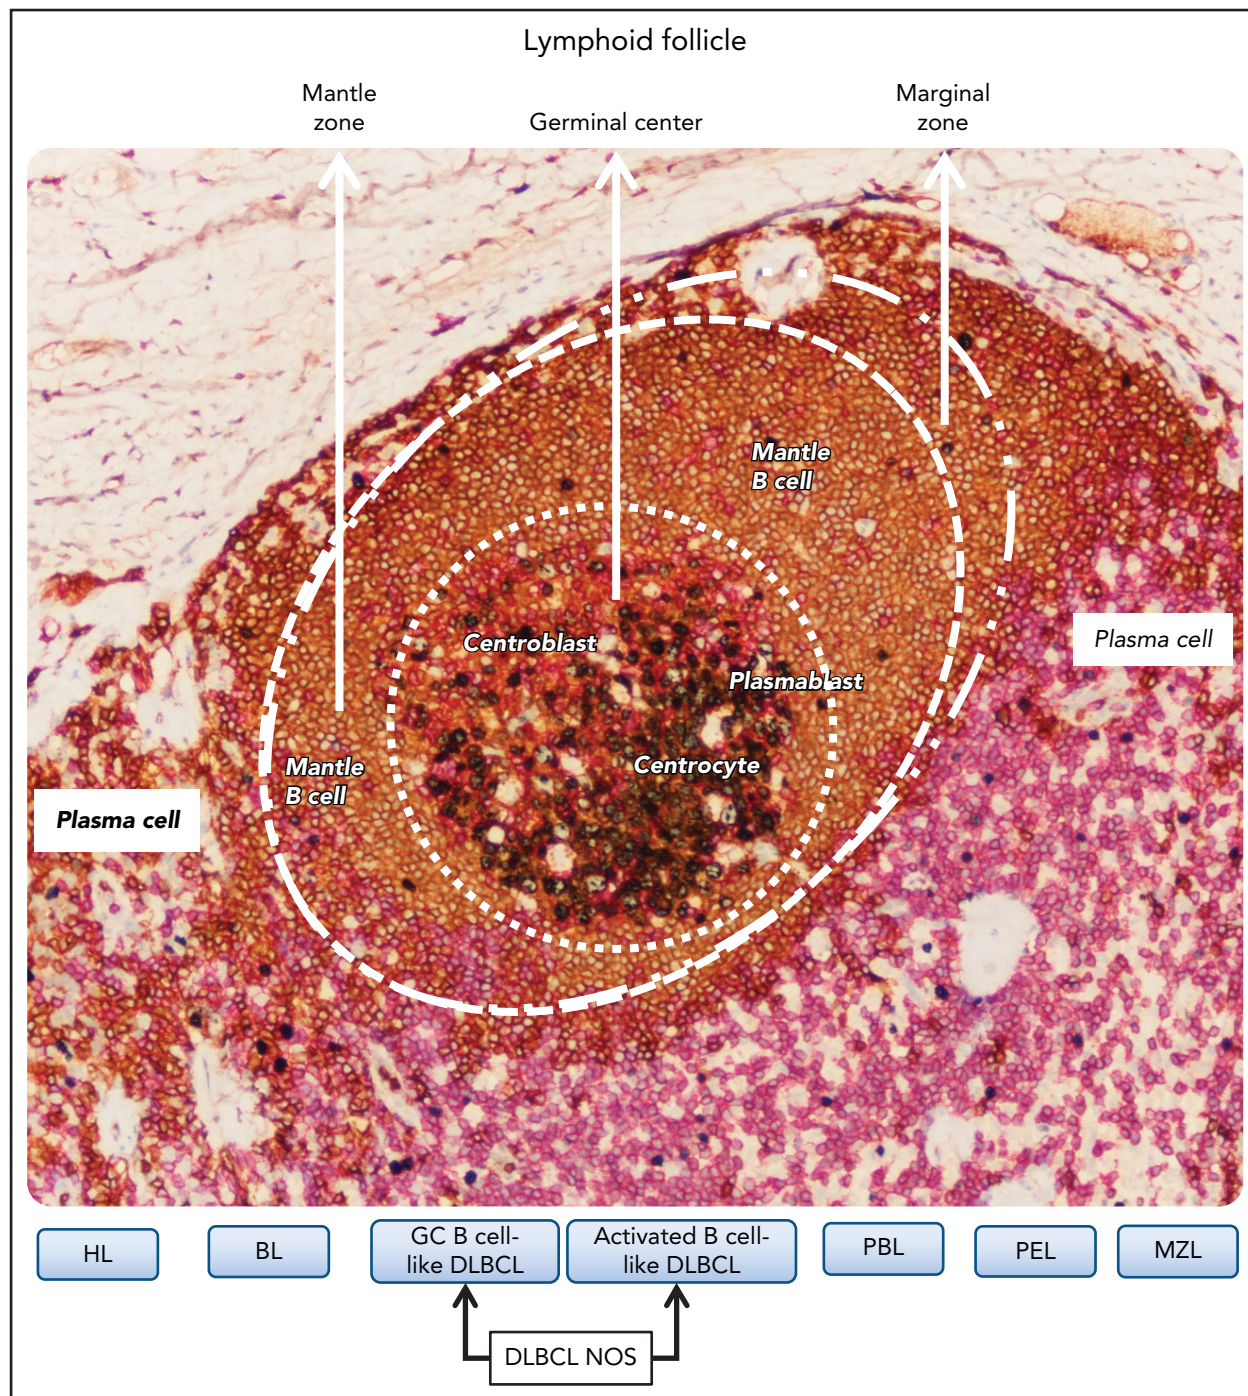 Lymphoid follicle
Mantle
zone
Germinal center
Marginal
zone
Mantle
B cell
Centroblast
Plasma cell
Plasmablast
Mantle
B cell
Centrocyte
Plasma cell
HL
BL
GC B cell-
like DLBCL
Activated B cell-
like DLBCL
PBL
PEL
MZL
DLBCL NOS